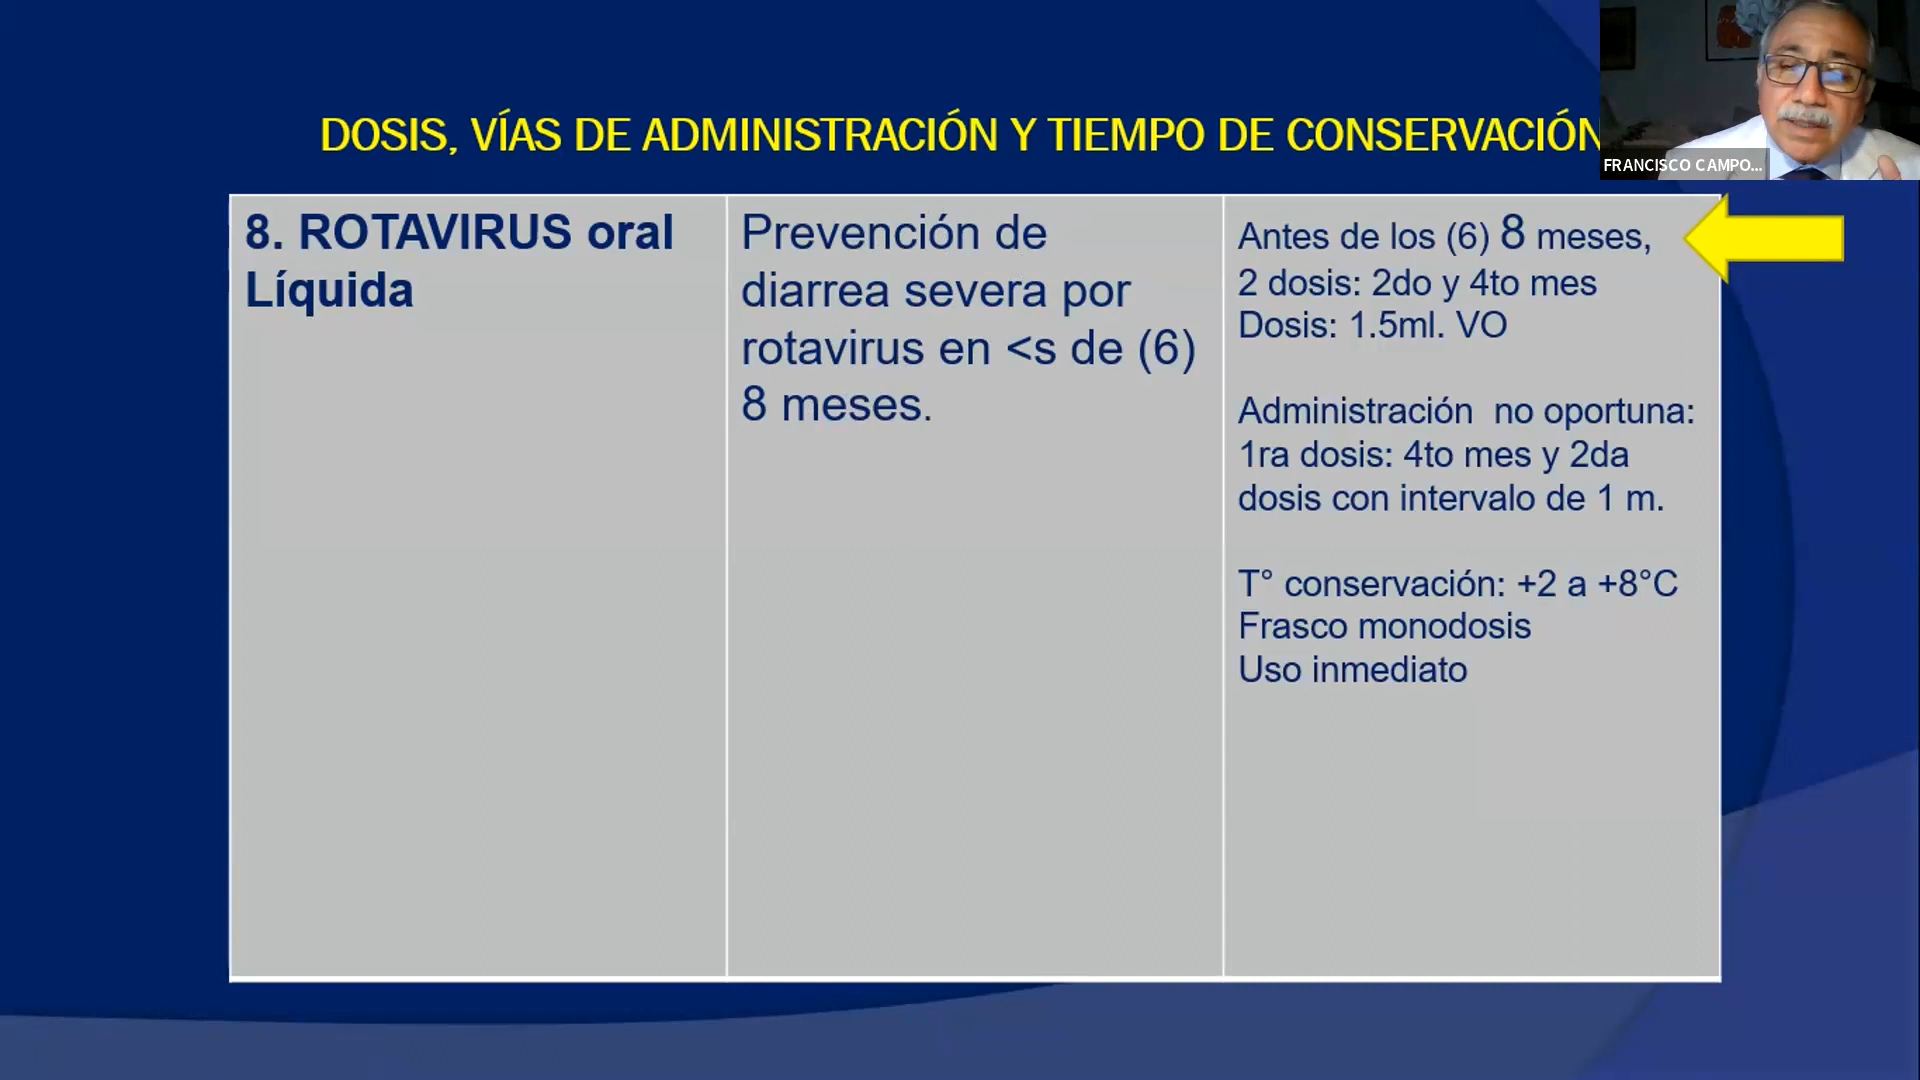 DOSIS, VÍAS DE ADMINISTRACIÓN Y TIEMPO DE CONSERVACIÓN
FRANCISCO CAMPO...
8. ROTAVIRUS oral
Líquida
Prevención de
diarrea severa por
rotavirus en <s de (6)
8 meses.
Antes de los (6) 8 meses,
2 dosis: 2do y 4to mes
Dosis: 1.5ml. VO
Administración no oportuna:
1ra dosis: 4to mes y 2da
dosis con intervalo de 1 m.
T° conservación: +2 a +8°C
Frasco monodosis
Uso inmediato